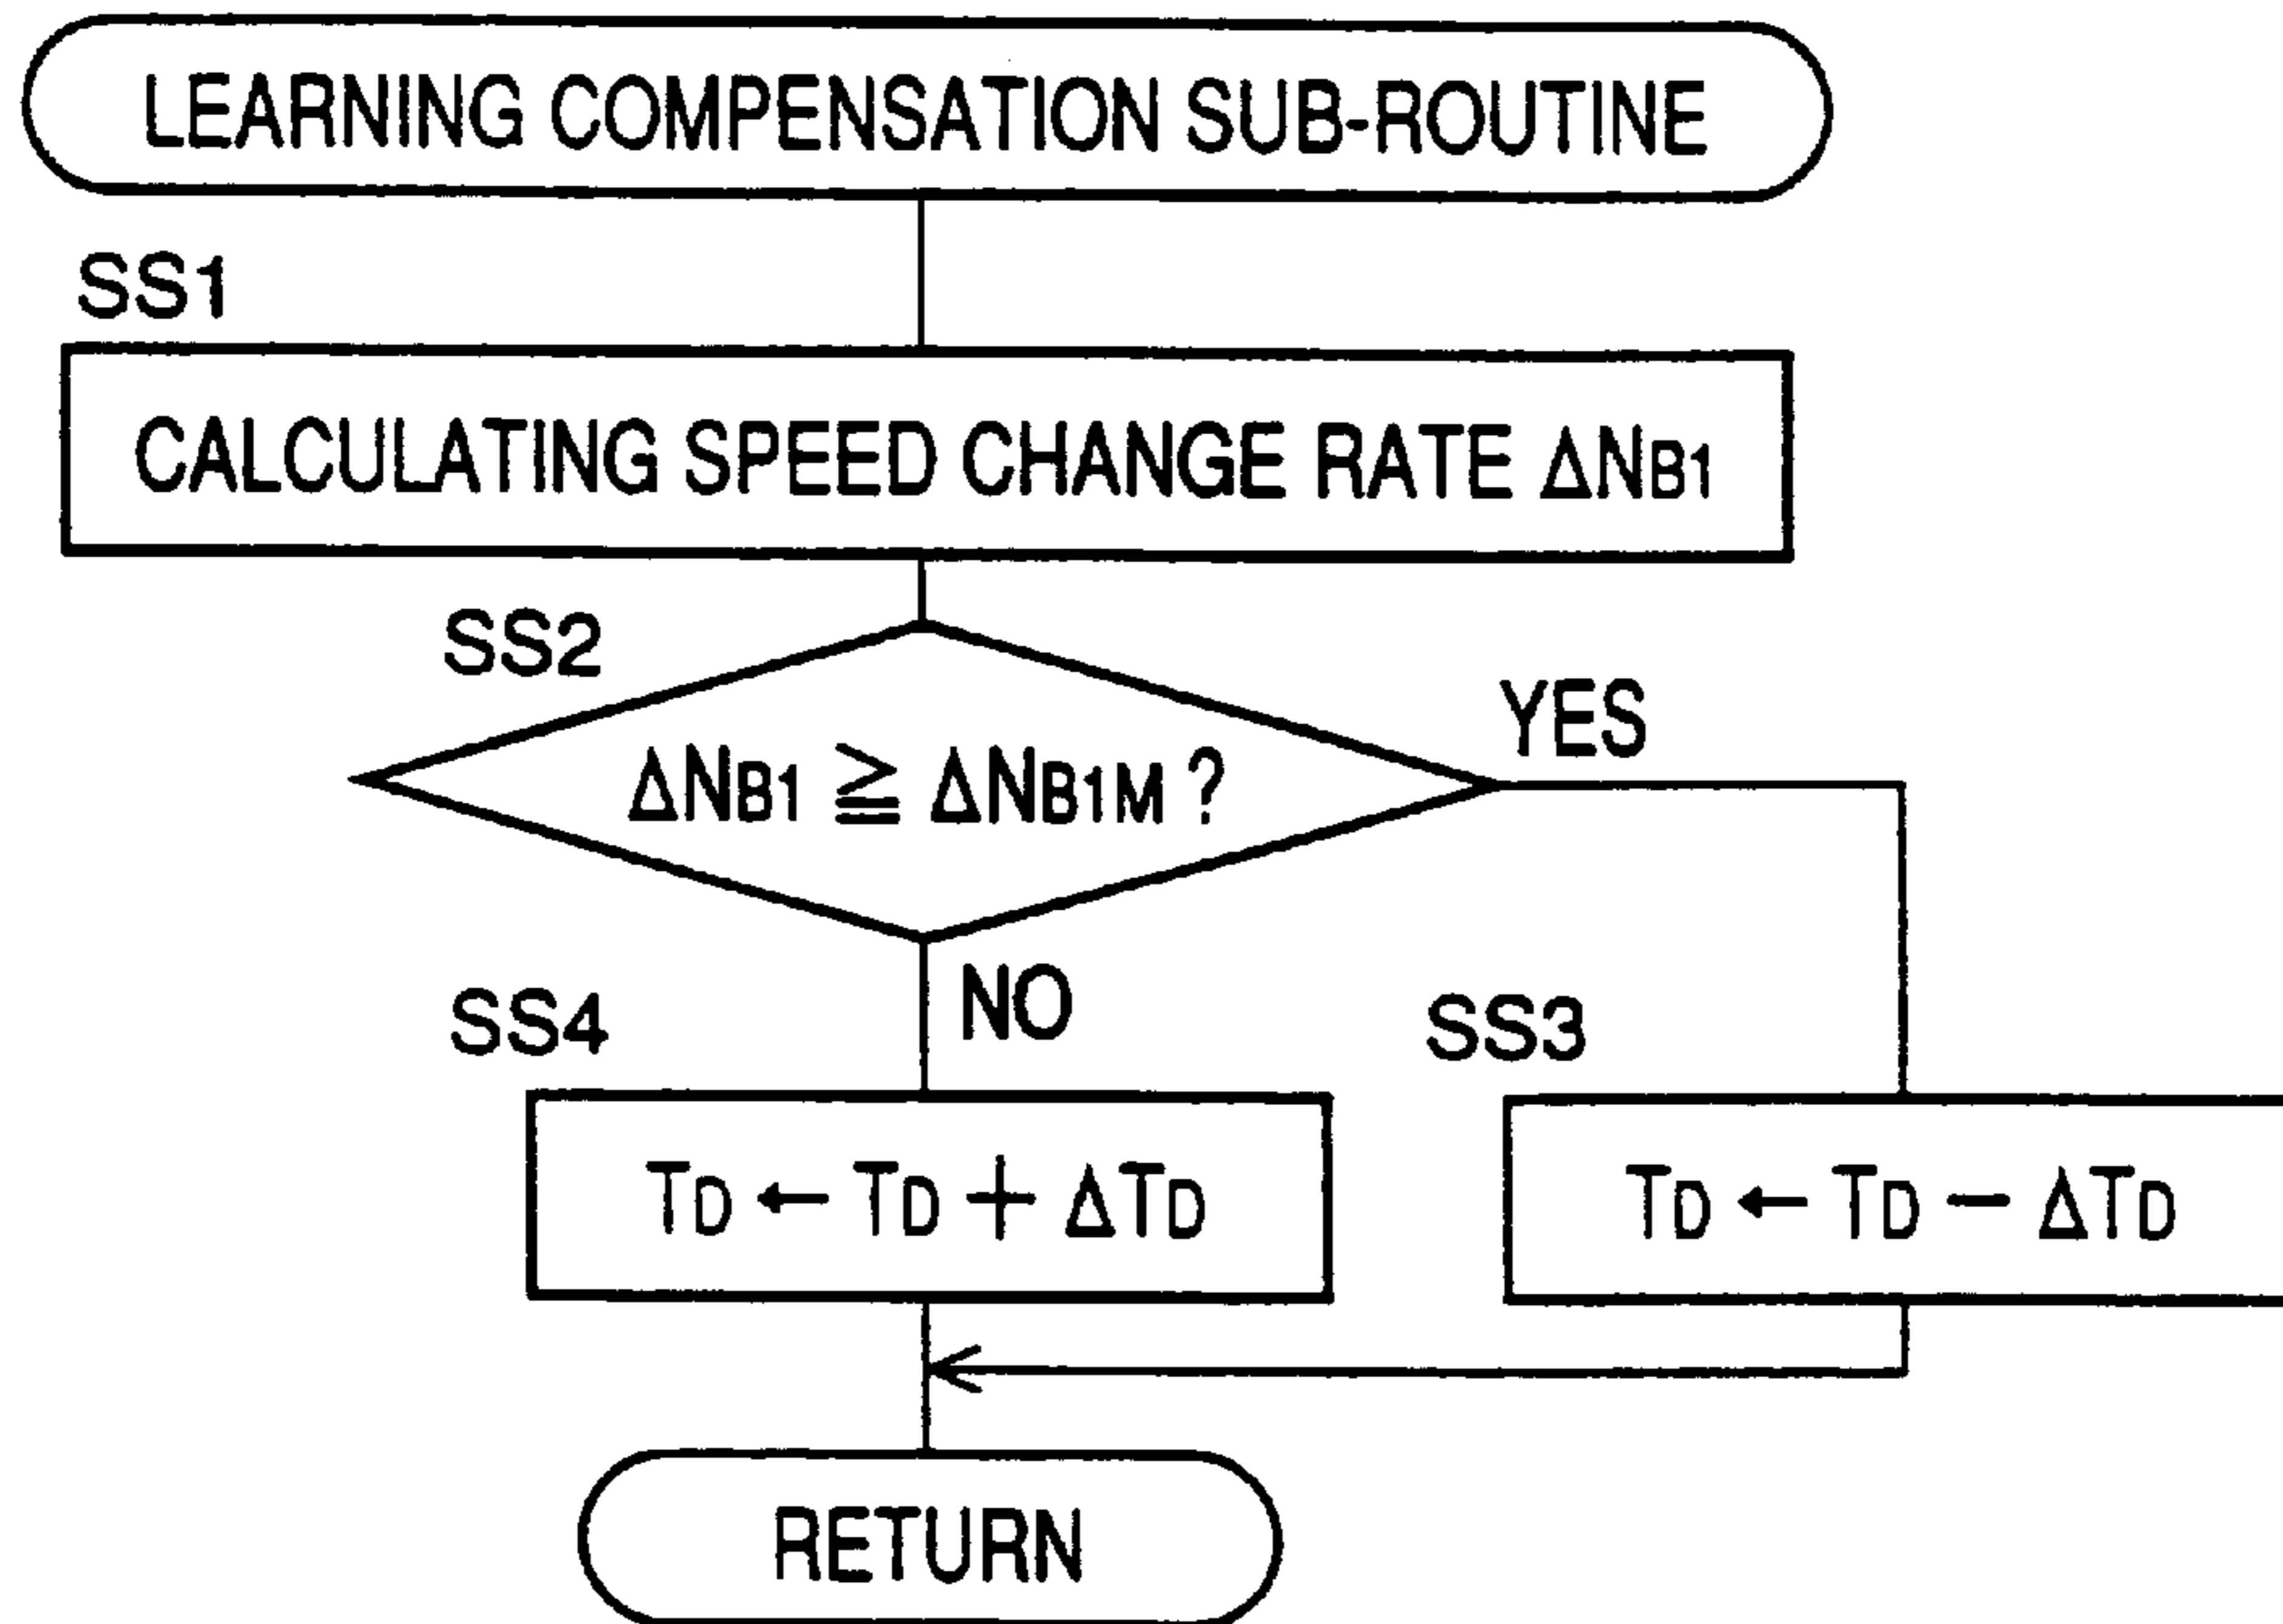 LEARNING COMPENSATION SUB-ROUTINE
SS1
CALCULATING SPEED CHANGE RATE ΔNB1
SS2
YES
ΔNB1 ≧ ΔNB1M ?
NO
SS4
SS3
TD ← TD + ΔTD
TD ← TD − ΔTD
RETURN